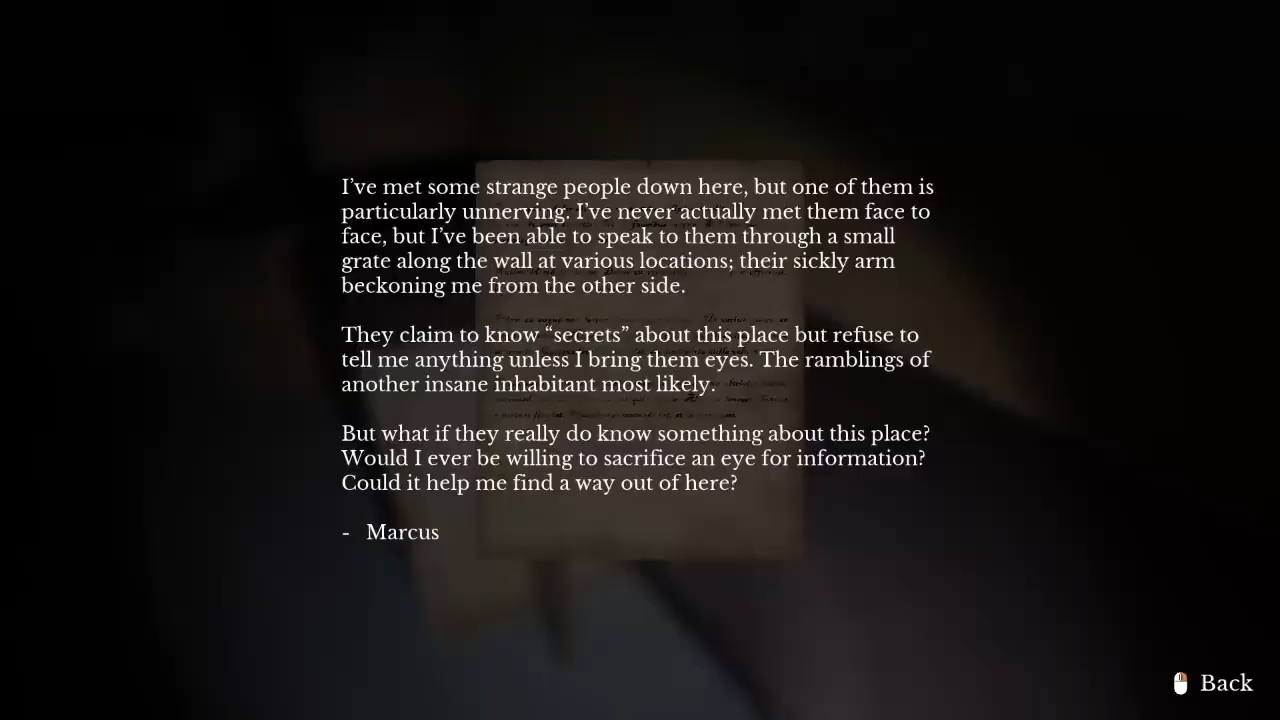 I’ve met some strange people down here, but one of them is
particularly unnerving. I’ve never actually met them face to
face, but I’ve been able to speak to them through a small
grate along the wall at various locations; their sickly arm
beckoning me from the other side.
They claim to know “secrets” about this place but refuse to
tell me anything unless I bring them eyes. The ramblings of
another insane inhabitant most likely.
But what if they really do know something about this place?
Would I ever be willing to sacrifice an eye for information?
Could it help me find a way out of here?
- Marcus
Back